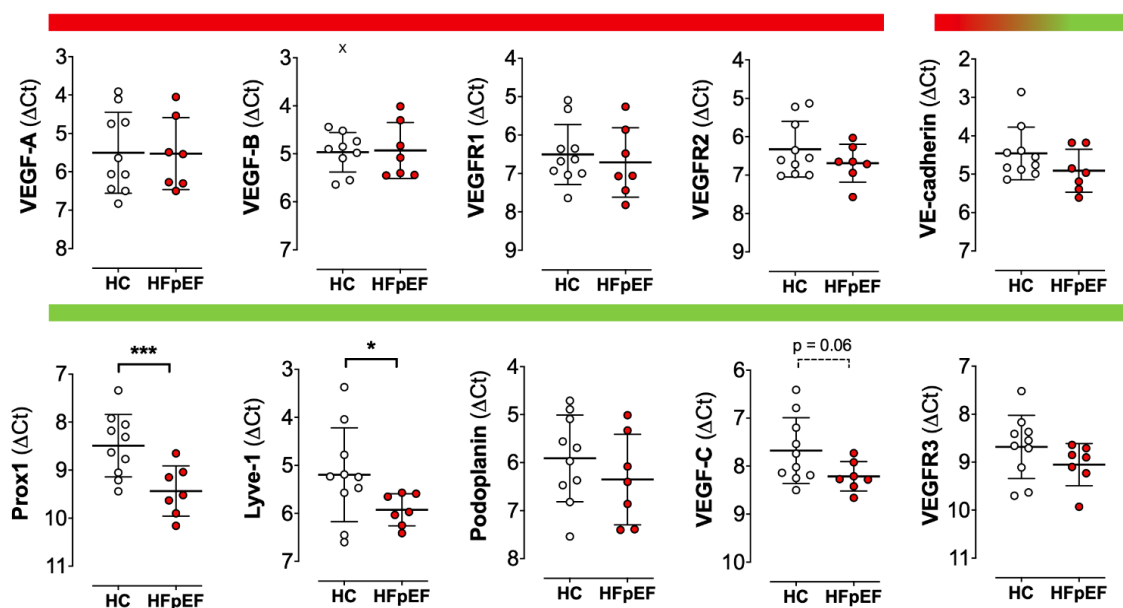 x
VEGF-A (ΔCt)
3
4
5
6
7
8
HC HFpEF
VEGF-B (ΔCt)
3
4
5
6
7
HC HFpEF
VEGFR1 (ΔCt)
4
5
6
7
8
9
HC HFpEF
VEGFR2 (ΔCt)
4
5
6
7
8
9
HC HFpEF
VE-cadherin (ΔCt)
2
3
4
5
6
7
HC HFpEF
***
Prox1 (ΔCt)
7
8
9
10
11
HC HFpEF
*
Lyve-1 (ΔCt)
3
4
5
6
7
HC HFpEF
Podoplanin (ΔCt)
4
5
6
7
8
HC HFpEF
p = 0.06
VEGF-C (ΔCt)
6
7
8
9
10
HC HFpEF
VEGFR3 (ΔCt)
7
8
9
10
11
HC HFpEF